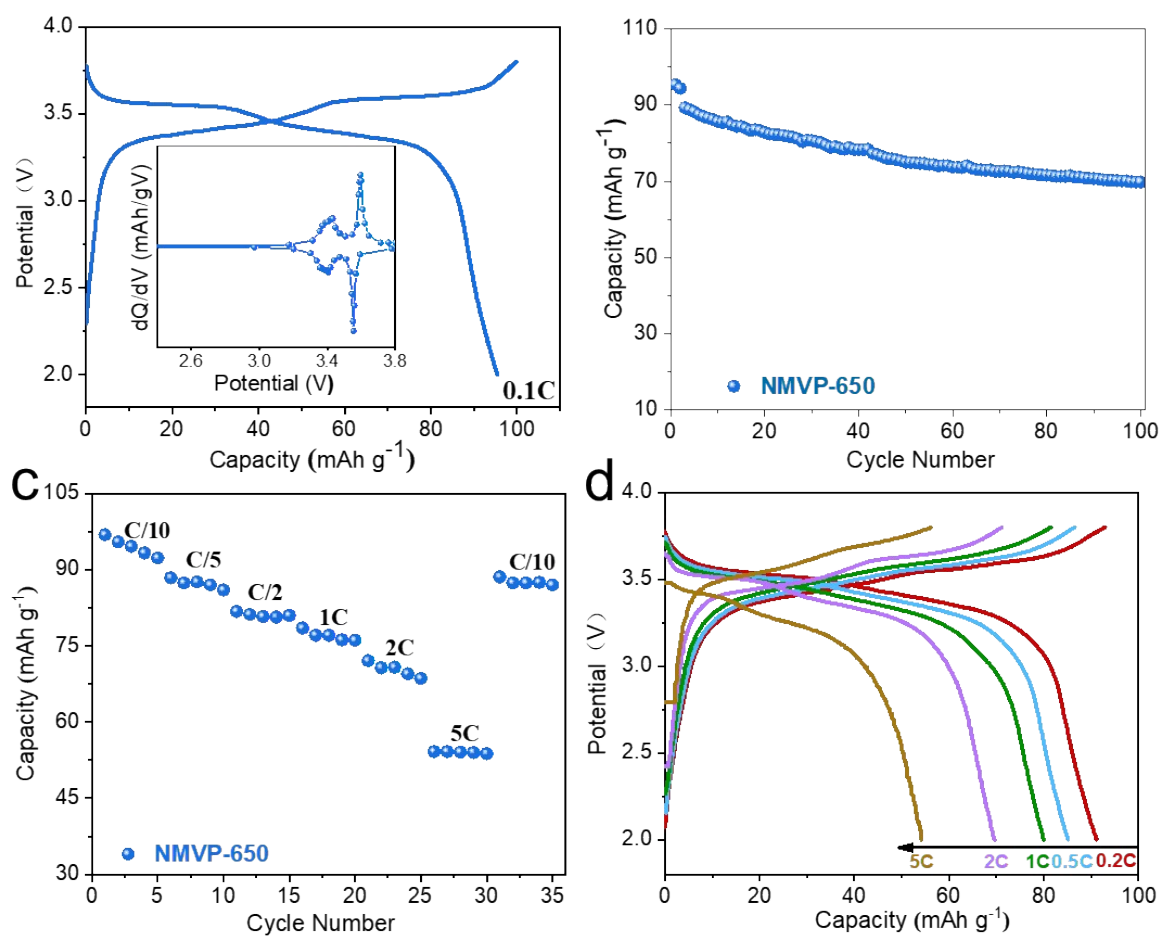 4.0
3.5
3.0
2.5
2.0
Potential（V）
0 20 40 60 80 100
Capacity (mAh g⁻¹)
0.1C
dQ/dV (mAh/gV)
2.6 3.0 3.4 3.8
Potential (V)
110
90
70
50
30
10
Capacity (mAh g⁻¹)
NMVP-650
0 20 40 60 80 100
Cycle Number
c
105
90
75
60
45
30
Capacity (mAh g⁻¹)
C/10
C/5
C/2
1C
2C
5C
C/10
NMVP-650
0 5 10 15 20 25 30 35
Cycle Number
d
4.0
3.5
3.0
2.5
2.0
Potential（V）
5C 2C 1C 0.5C 0.2C
0 20 40 60 80 100
Capacity (mAh g⁻¹)